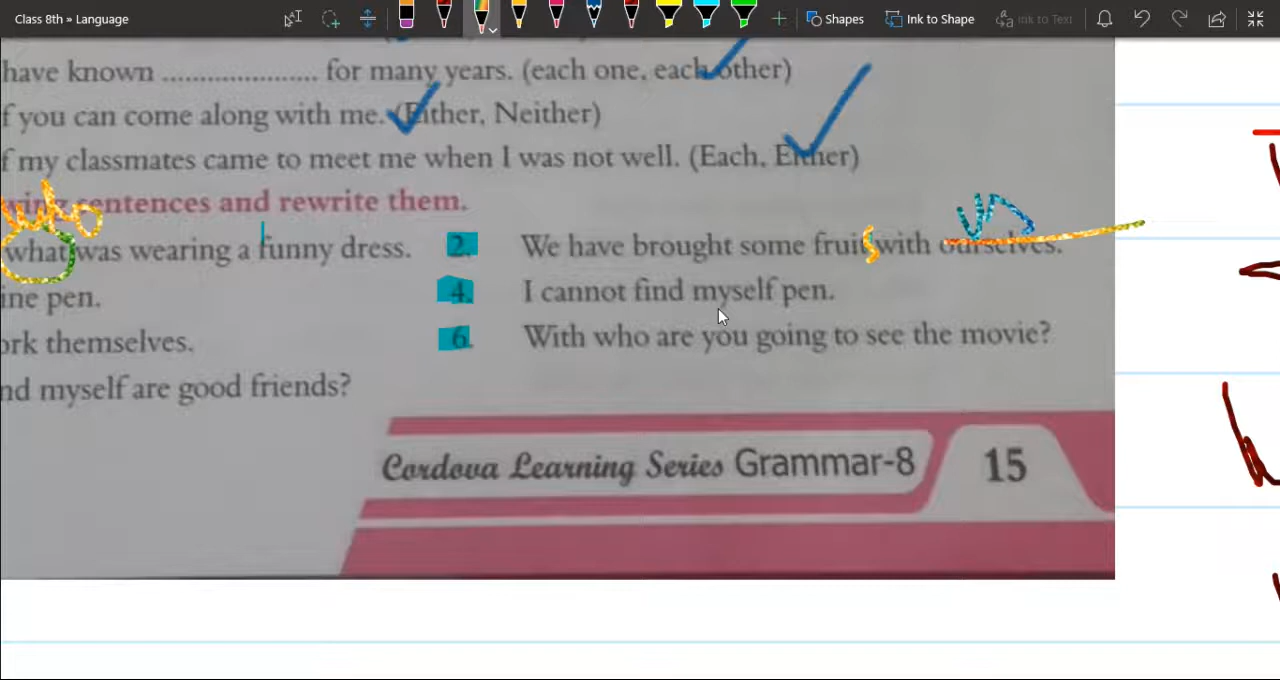 Class 8th » Language
Shapes
Ink to Shape
Ink to Text
have known ..................... for many years. (each one, each other)
f you can come along with me. (Either, Neither)
f my classmates came to meet me when I was not well. (Each, Either)
wing sentences and rewrite them.
who
what was wearing a funny dress.
2. We have brought some fruit with ourselves.
us
s
ine pen.
4. I cannot find myself pen.
ork themselves.
6. With who are you going to see the movie?
nd myself are good friends?
Cordova Learning Series Grammar-8
15